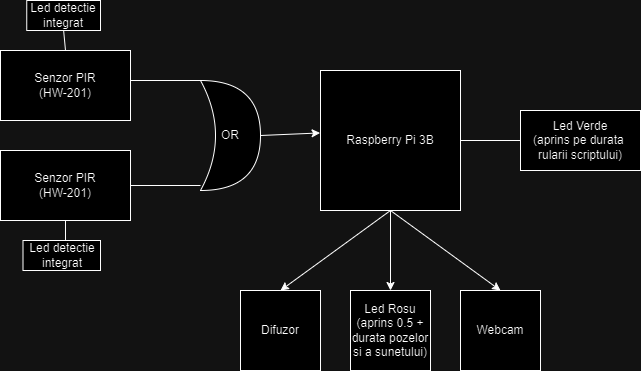 Led detectie
integrat
Senzor PIR
(HW-201)
OR
Raspberry Pi 3B
Led Verde
(aprins pe durata
rularii scriptului)
Senzor PIR
(HW-201)
Led detectie
integrat
Difuzor
Led Rosu
(aprins 0.5 +
durata pozelor
si a sunetului)
Webcam